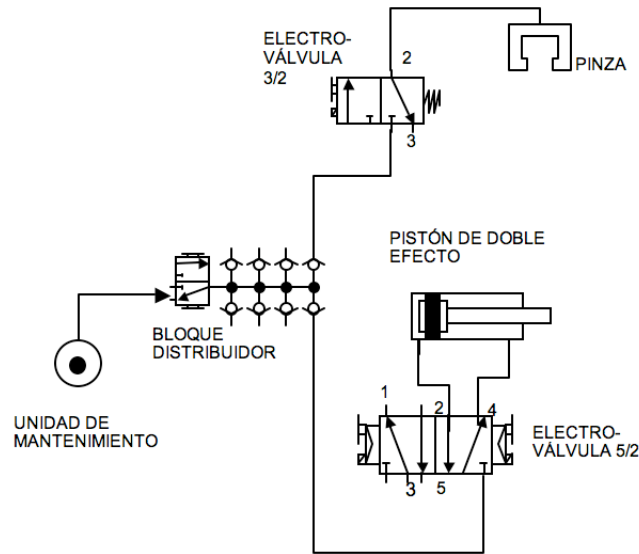 ELECTRO-
VÁLVULA
3/2
2
3
PINZA
PISTÓN DE DOBLE
EFECTO
BLOQUE
DISTRIBUIDOR
UNIDAD DE
MANTENIMIENTO
1
2
4
3
5
ELECTRO-
VÁLVULA 5/2